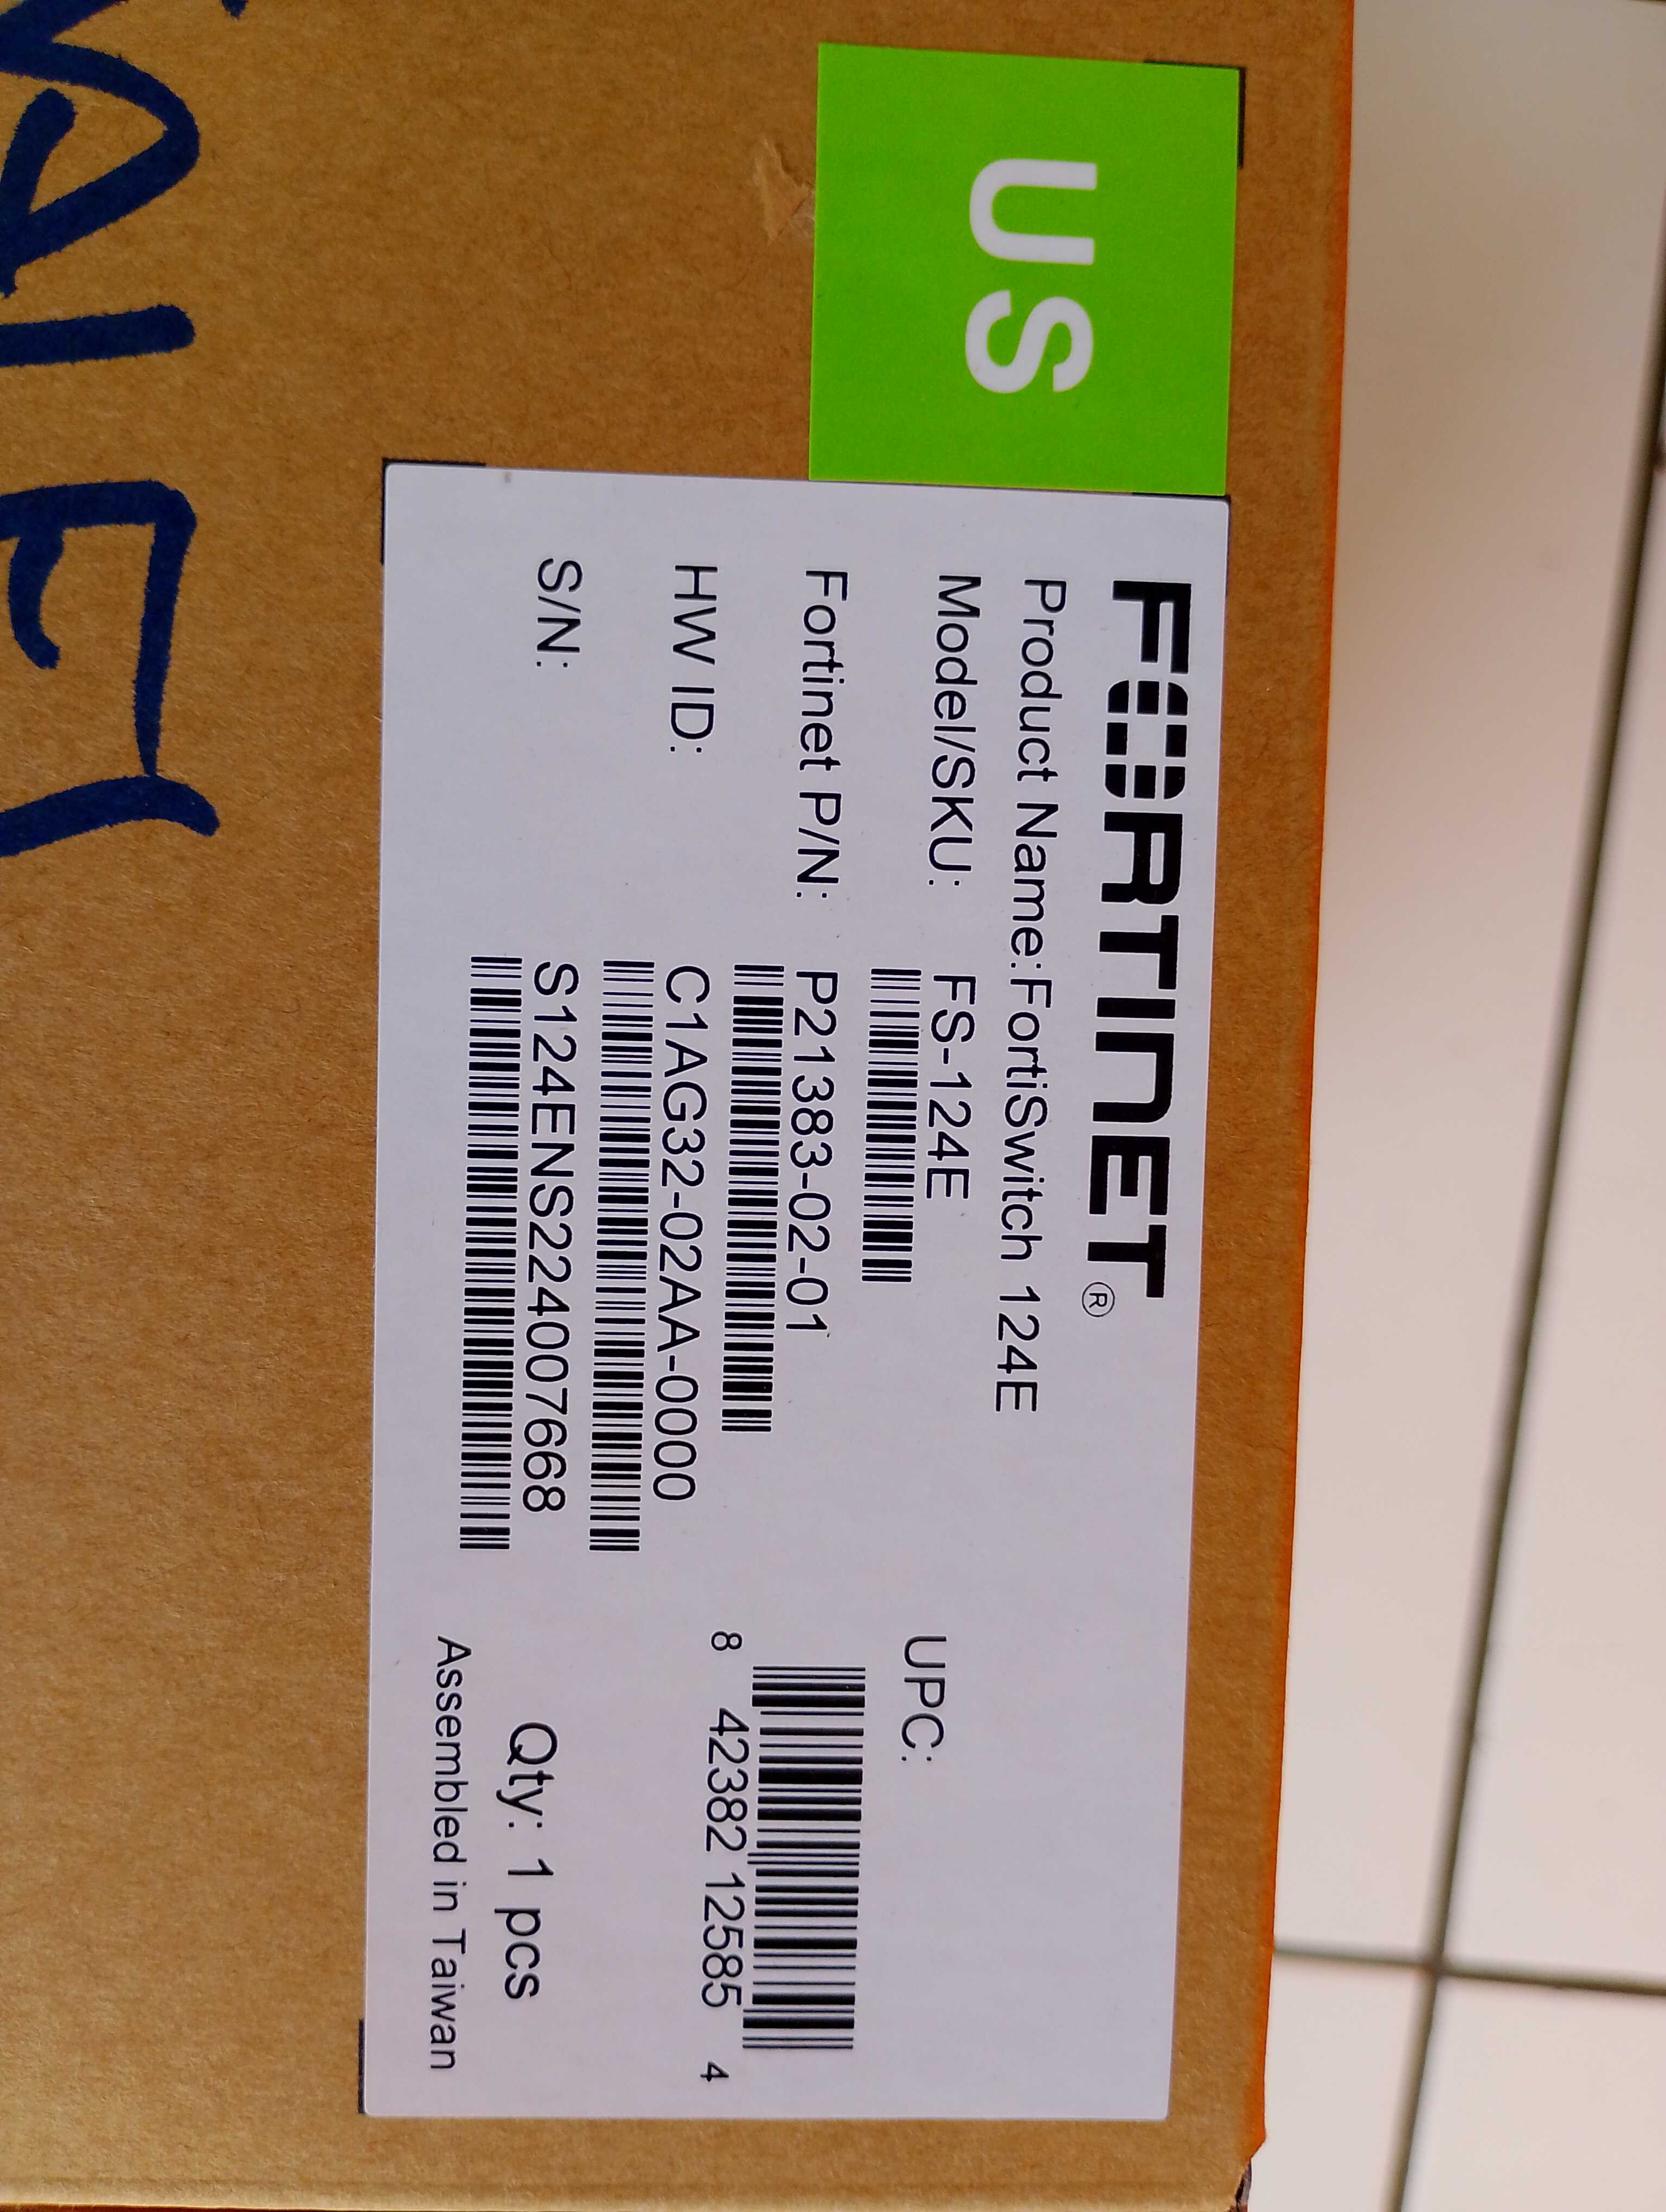 US
FORTINET®
Product Name:FortiSwitch 124E
Model/SKU: FS-124E
Fortinet P/N: P21383-02-01
HW ID: C1AG32-02AA-0000
S/N: S124ENS224007668
UPC:
8 42382 12585 4
Qty: 1 pcs
Assembled in Taiwan